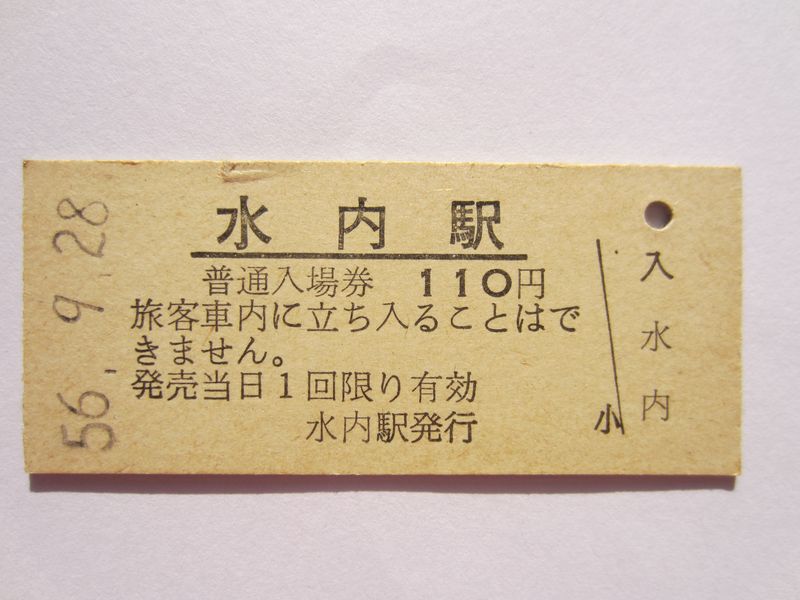 56.9.28
水内駅
普通入場券 110円
旅客車内に立ち入ることはで
きません。
発売当日1回限り有効
水内駅発行
小
入水内